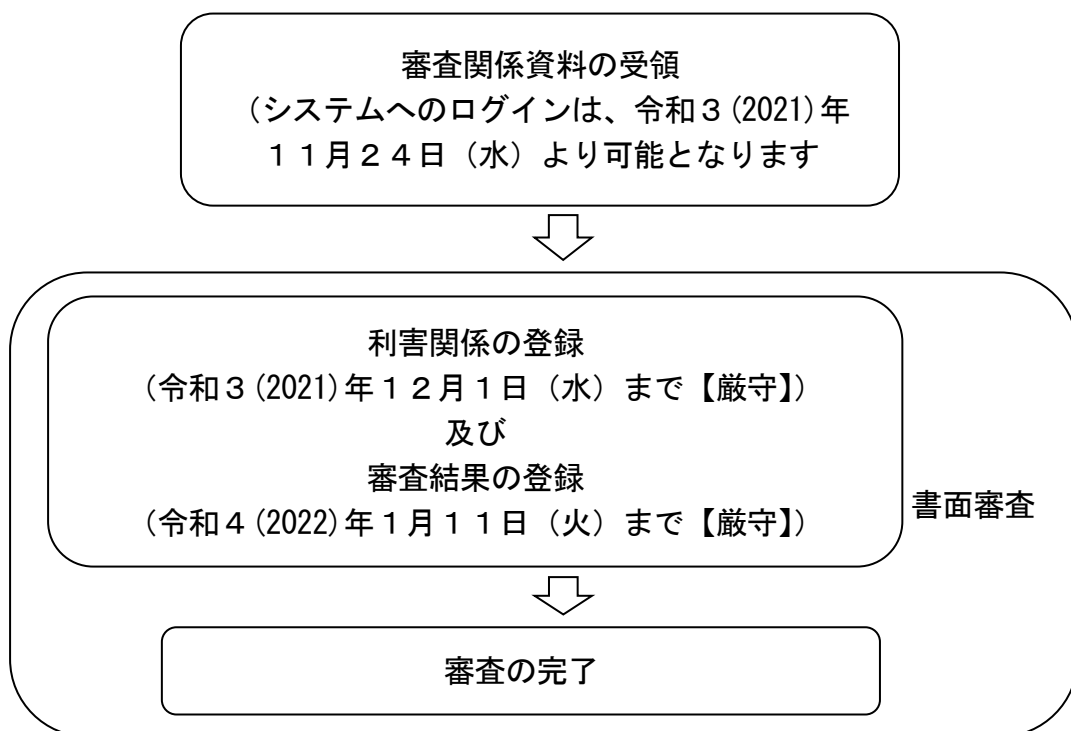 審査関係資料の受領
（システムへのログインは、令和３(2021)年
１１月２４日（水）より可能となります
利害関係の登録
（令和３(2021)年１２月１日（水）まで【厳守】）
及び
審査結果の登録
（令和４(2022)年１月１１日（火）まで【厳守】）
書面審査
審査の完了